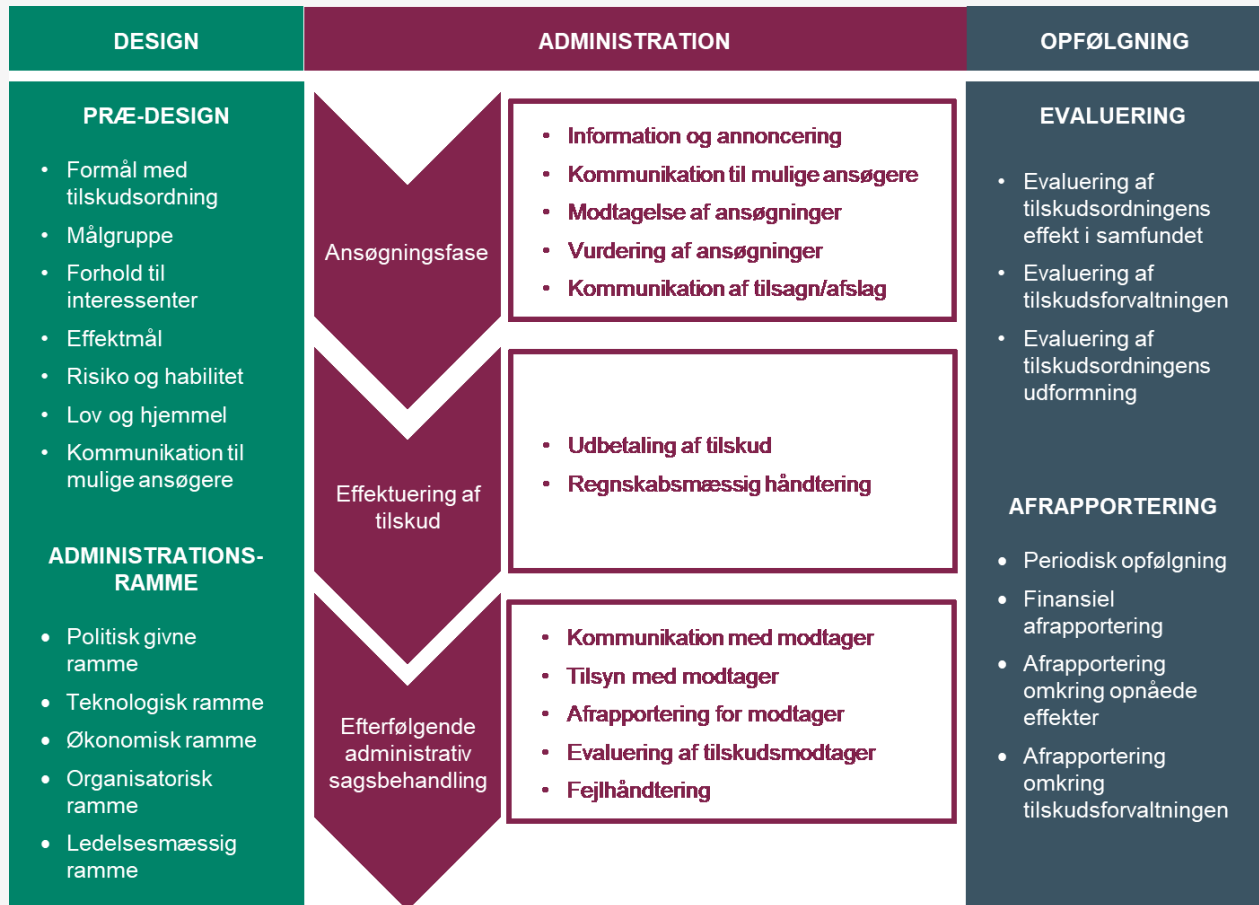 DESIGN
ADMINISTRATION
OPFØLGNING
PRÆ-DESIGN
• Formål med
tilskudsordning
• Målgruppe
• Forhold til
interessenter
• Effektmål
• Risiko og habilitet
• Lov og hjemmel
• Kommunikation til
mulige ansøgere
ADMINISTRATIONS-
RAMME
• Politisk givne
ramme
• Teknologisk ramme
• Økonomisk ramme
• Organisatorisk
ramme
• Ledelsesmæssig
ramme
Ansøgningsfase
• Information og annoncering
• Kommunikation til mulige ansøgere
• Modtagelse af ansøgninger
• Vurdering af ansøgninger
• Kommunikation af tilsagn/afslag
Effektuering af
tilskud
• Udbetaling af tilskud
• Regnskabsmæssig håndtering
Efterfølgende
administrativ
sagsbehandling
• Kommunikation med modtager
• Tilsyn med modtager
• Afrapportering for modtager
• Evaluering af tilskudsmodtager
• Fejlhåndtering
EVALUERING
• Evaluering af
tilskudsordningens
effekt i samfundet
• Evaluering af
tilskudsforvaltningen
• Evaluering af
tilskudsordningens
udformning
AFRAPPORTERING
• Periodisk opfølgning
• Finansiel
afrapportering
• Afrapportering
omkring opnåede
effekter
• Afrapportering
omkring
tilskudsforvaltningen